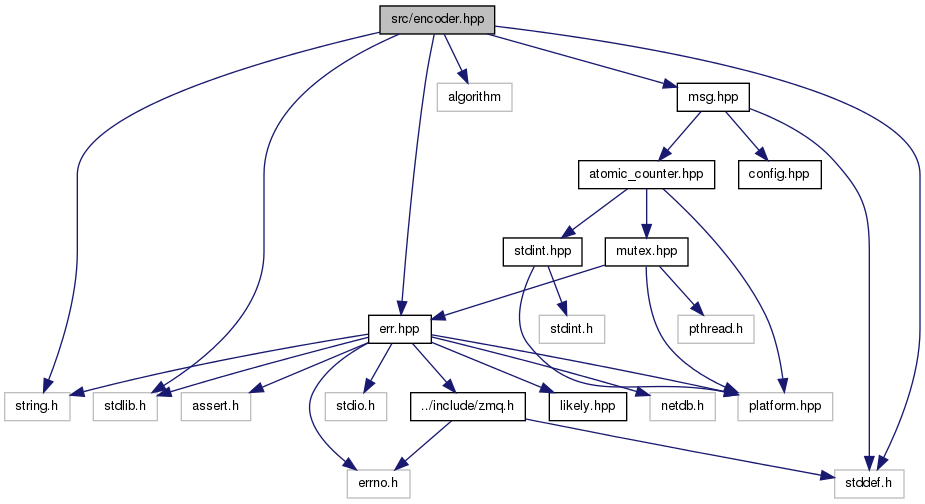 src/encoder.hpp
algorithm
msg.hpp
atomic_counter.hpp
config.hpp
stdint.hpp
mutex.hpp
err.hpp
stdint.h
pthread.h
string.h
stdlib.h
assert.h
stdio.h
../include/zmq.h
likely.hpp
netdb.h
platform.hpp
errno.h
stddef.h